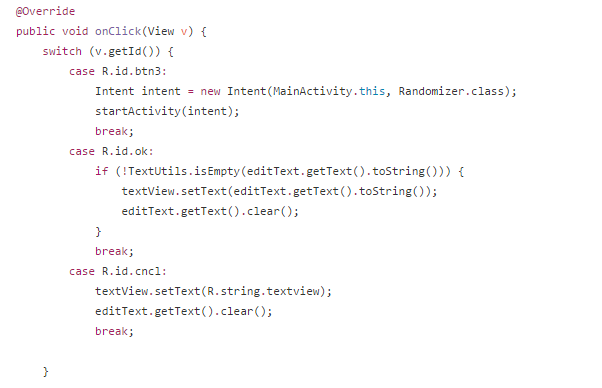 @Override
public void onClick(View v) {
    switch (v.getId()) {
        case R.id.btn3:
            Intent intent = new Intent(MainActivity.this, Randomizer.class);
            startActivity(intent);
            break;
        case R.id.ok:
            if (!TextUtils.isEmpty(editText.getText().toString())) {
                textView.setText(editText.getText().toString());
                editText.getText().clear();
            }
            break;
        case R.id.cncl:
            textView.setText(R.string.textview);
            editText.getText().clear();
            break;

    }